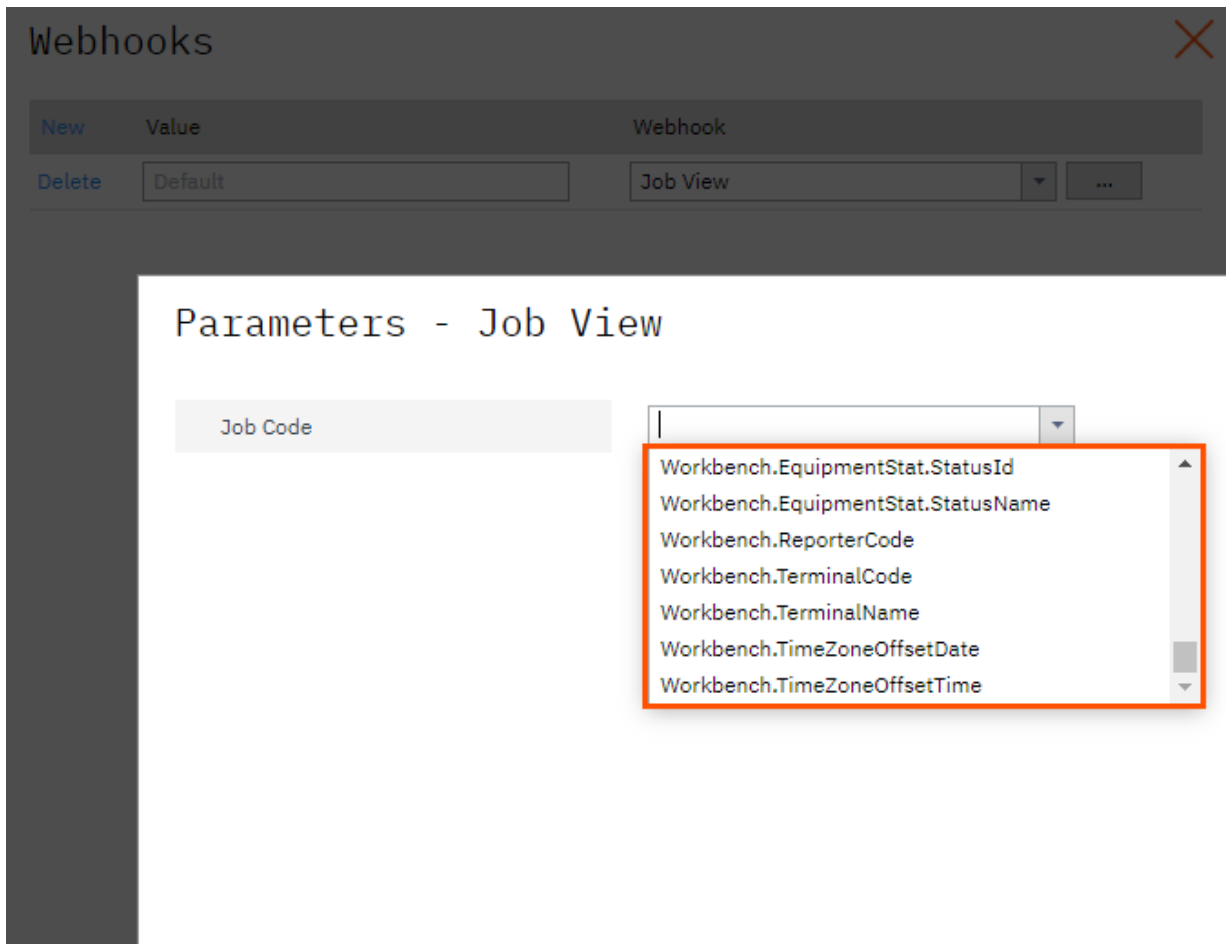 Webhooks
New Value Webhook
Delete Default Job View ...
Parameters - Job View
Job Code
Workbench.EquipmentStat.StatusId
Workbench.EquipmentStat.StatusName
Workbench.ReporterCode
Workbench.TerminalCode
Workbench.TerminalName
Workbench.TimeZoneOffsetDate
Workbench.TimeZoneOffsetTime